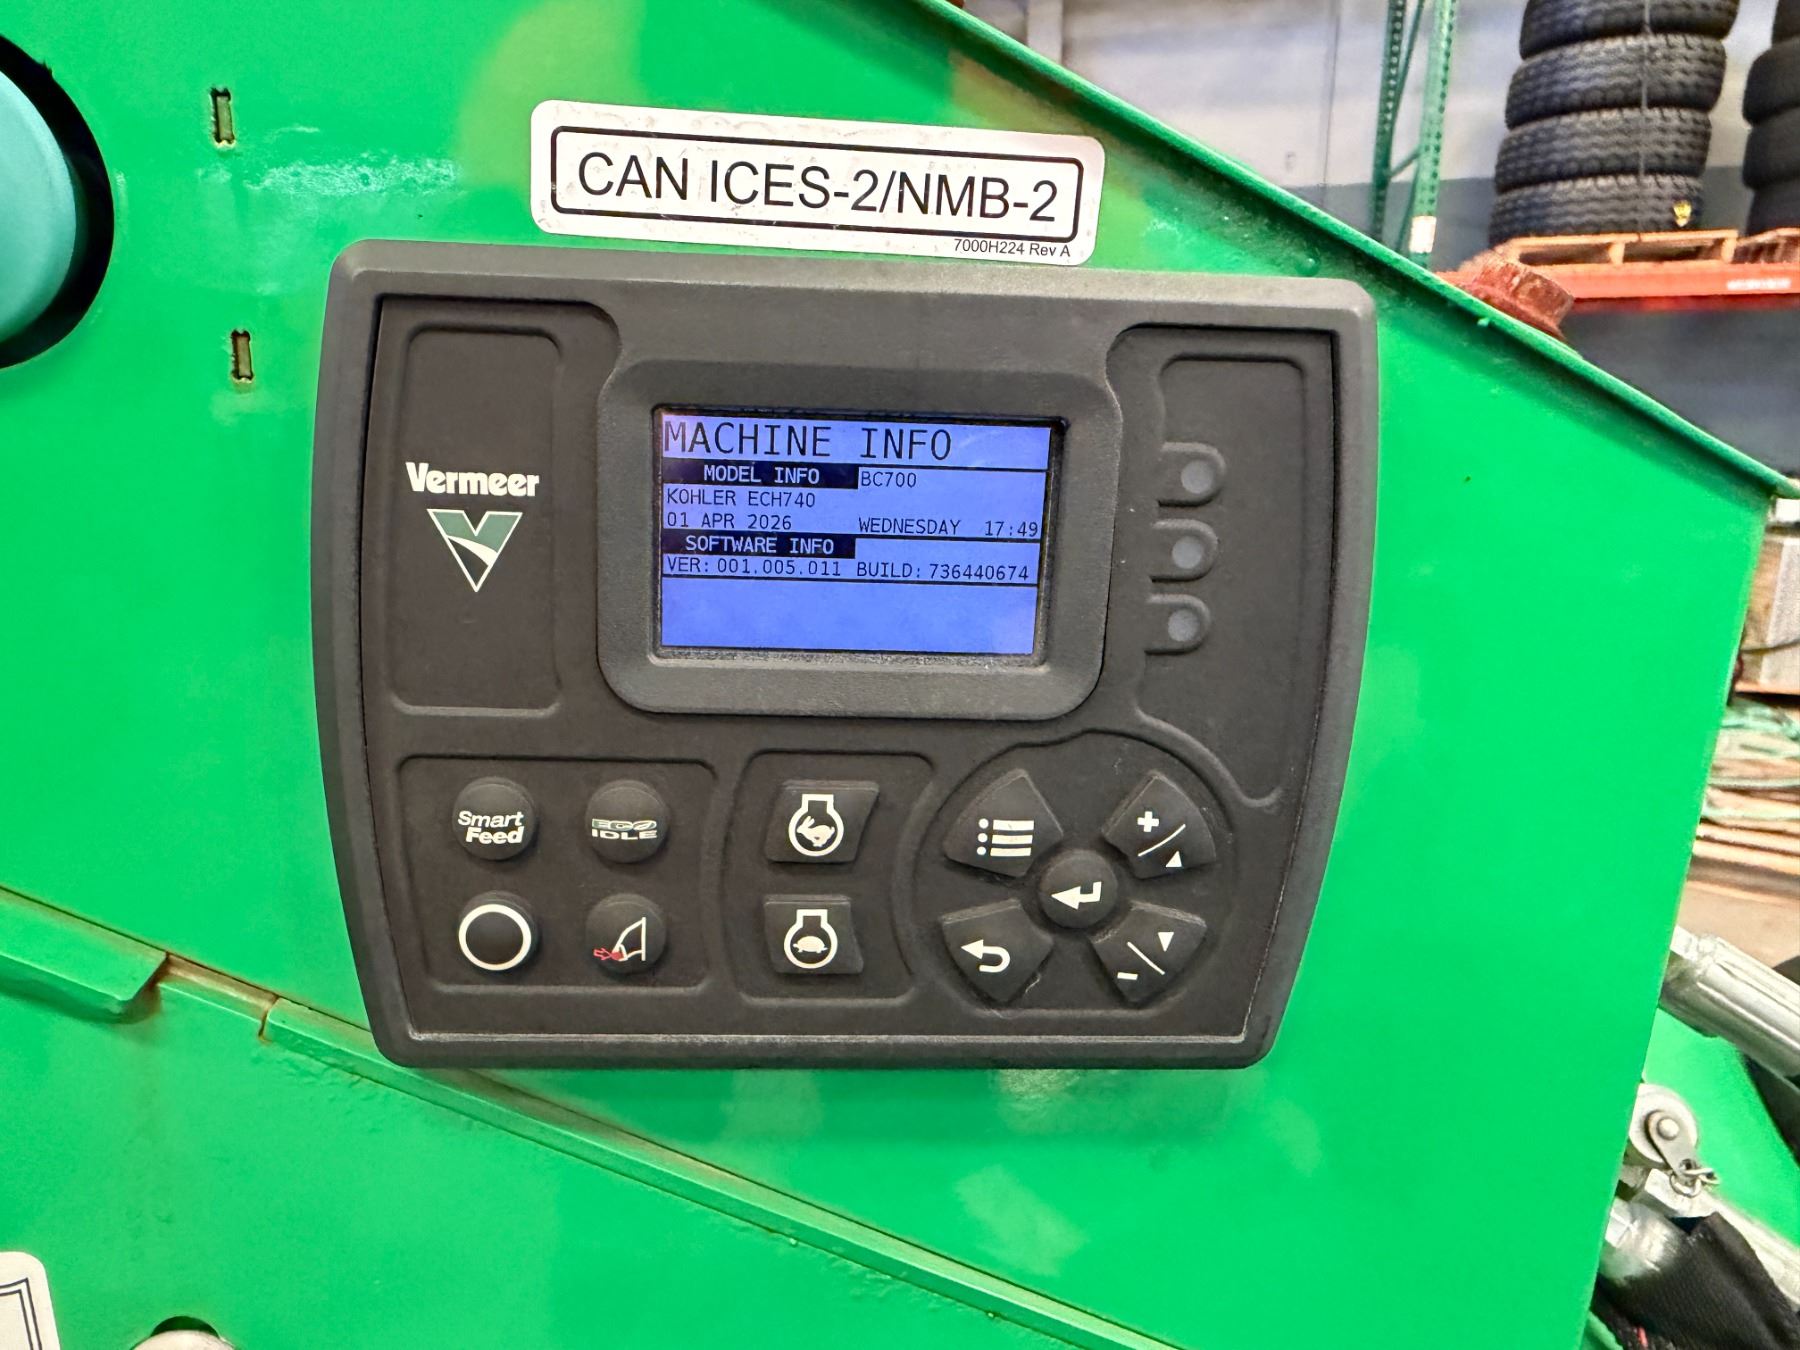 CAN ICES-2/NMB-2
7000H224 Rev A
MACHINE INFO
MODEL INFO BC700
KOHLER ECH740
01 APR 2026 WEDNESDAY 17:49
SOFTWARE INFO
VER: 001.005.011 BUILD: 736440674
Vermeer
Smart
Feed
ECO
IDLE